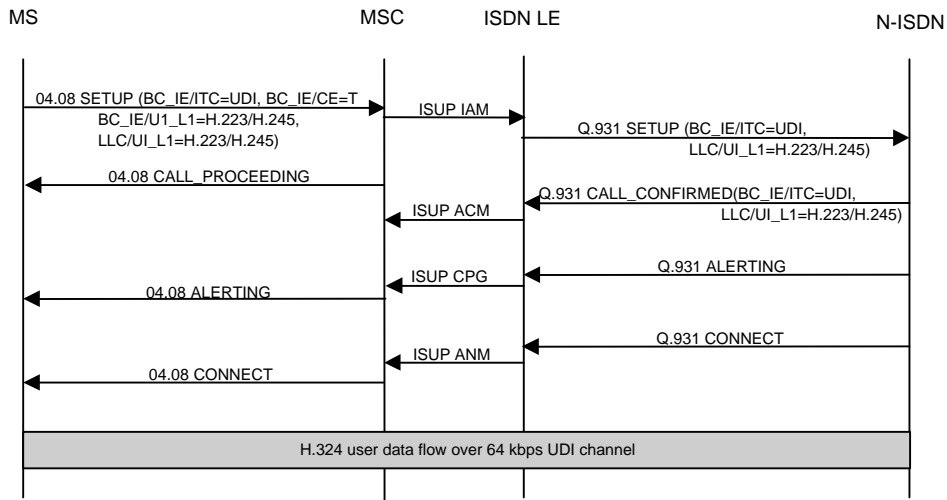 MS
MSC
ISDN LE
N-ISDN
04.08 SETUP (BC_IE/ITC=UDI, BC_IE/CE=T
BC_IE/U1_L1=H.223/H.245,
LLC/UI_L1=H.223/H.245)
ISUP IAM
Q.931 SETUP (BC_IE/ITC=UDI,
LLC/UI_L1=H.223/H.245)
04.08 CALL_PROCEEDING
Q.931 CALL_CONFIRMED(BC_IE/ITC=UDI,
LLC/UI_L1=H.223/H.245)
ISUP ACM
Q.931 ALERTING
ISUP CPG
04.08 ALERTING
Q.931 CONNECT
ISUP ANM
04.08 CONNECT
H.324 user data flow over 64 kbps UDI channel